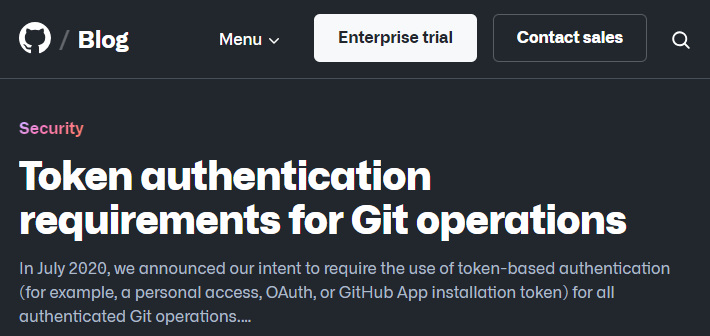 / Blog Menu Enterprise trial Contact sales
Security
Token authentication
requirements for Git operations
In July 2020, we announced our intent to require the use of token-based authentication
(for example, a personal access, OAuth, or GitHub App installation token) for all
authenticated Git operations.…